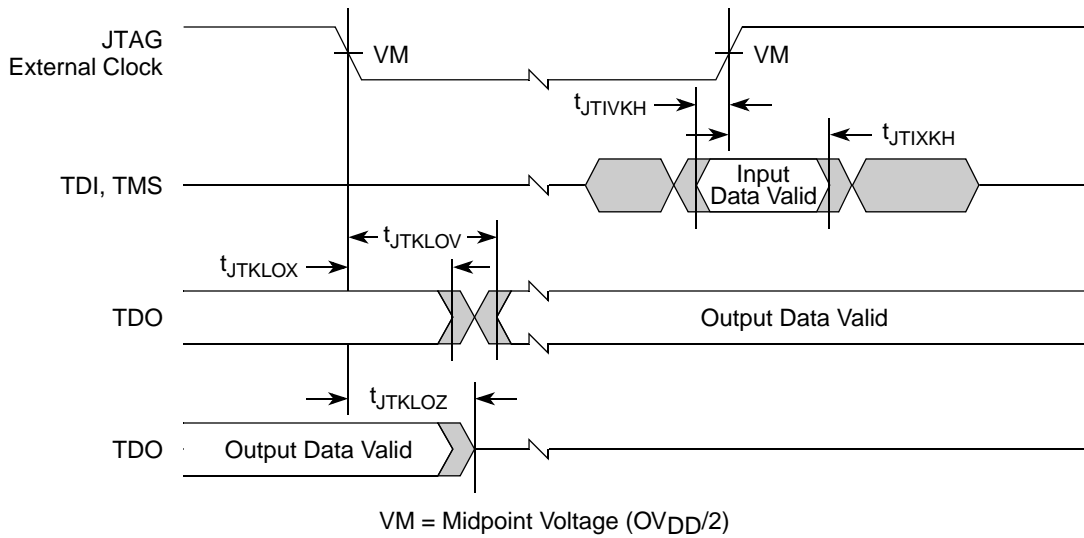 JTAG
External Clock
VM
VM
tJTIVKH
tJTIXKH
TDI, TMS
Input
Data Valid
tJTKLOV
tJTKLOX
TDO
Output Data Valid
tJTKLOZ
TDO
Output Data Valid
VM = Midpoint Voltage (OVDD/2)